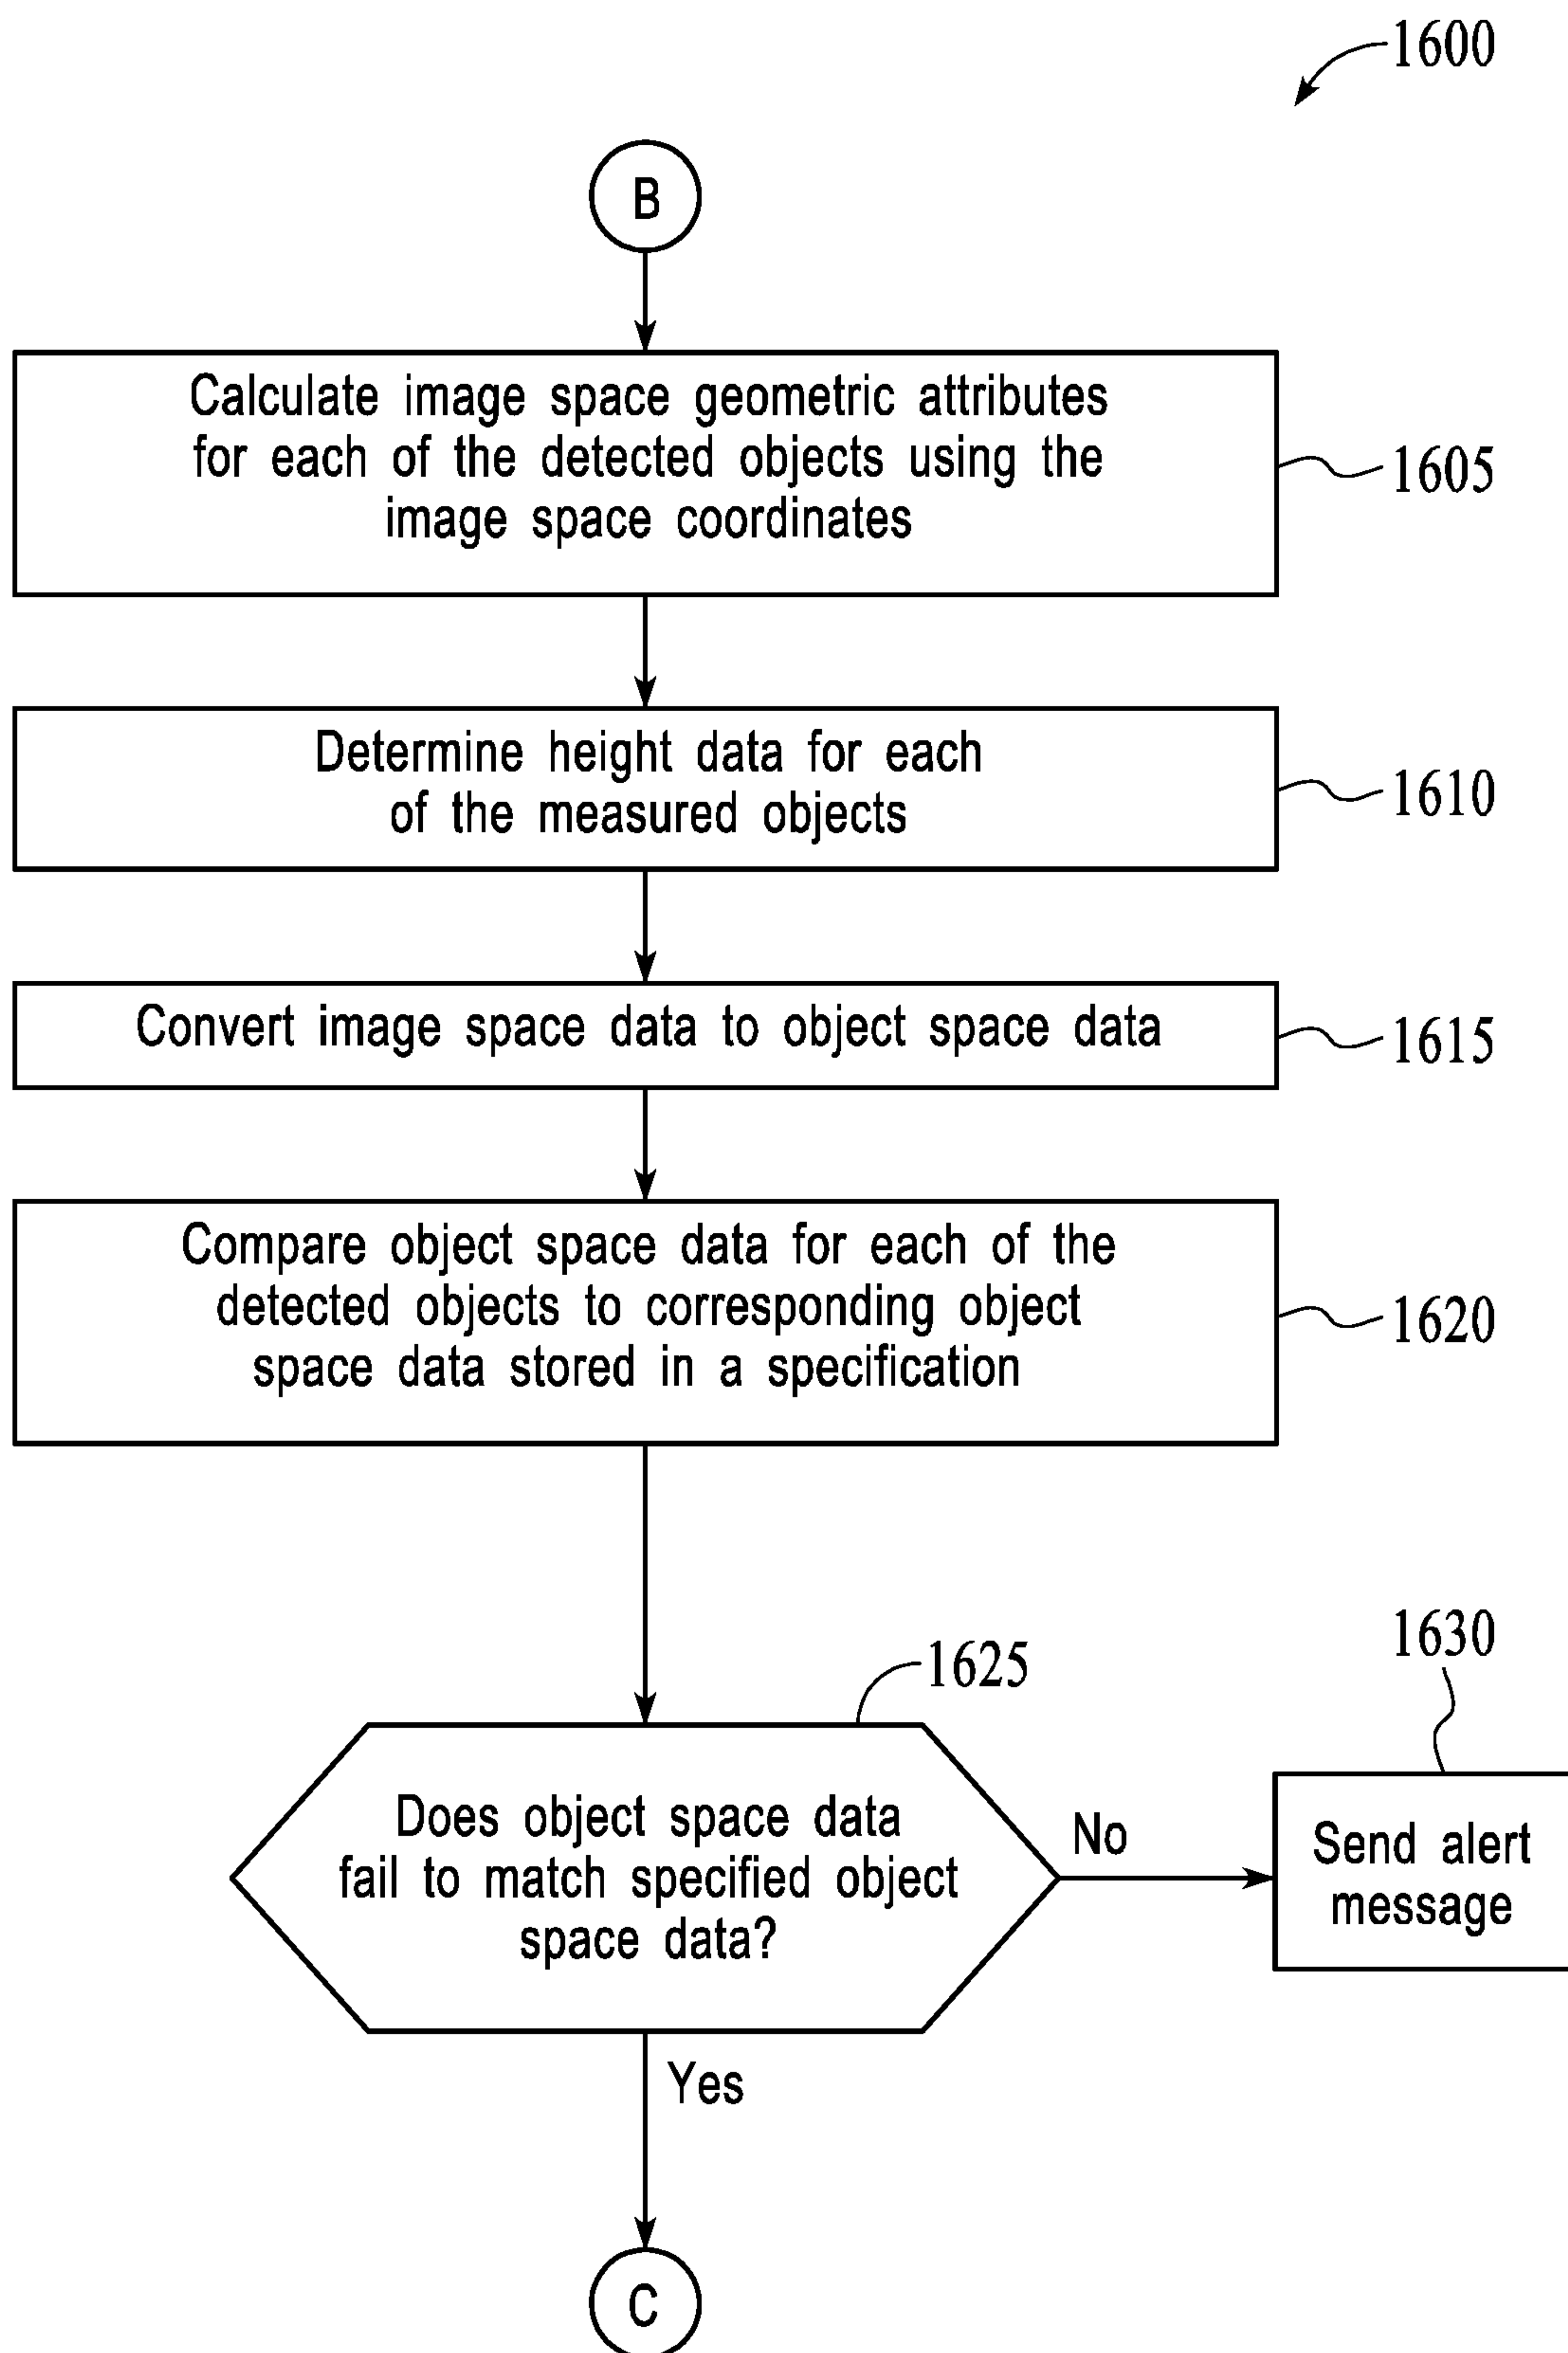 1600
B
Calculate image space geometric attributes
for each of the detected objects using the
image space coordinates
1605
Determine height data for each
of the measured objects
1610
Convert image space data to object space data
1615
Compare object space data for each of the
detected objects to corresponding object
space data stored in a specification
1620
1625
1630
Does object space data
fail to match specified object
space data?
No
Send alert
message
Yes
C